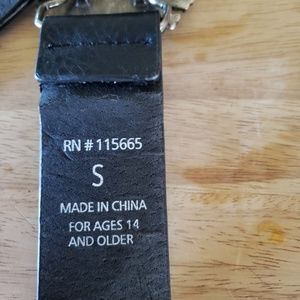 RN # 115665
S
MADE IN CHINA
FOR AGES 14
AND OLDER